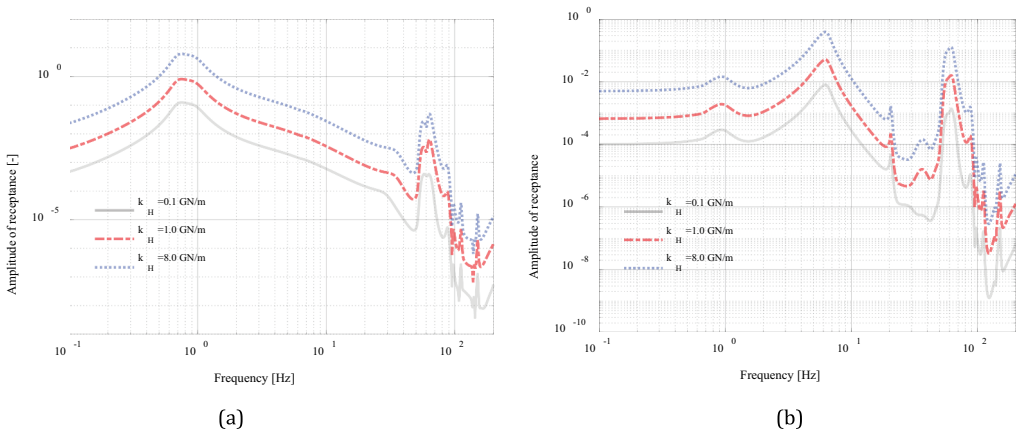 10 0
10 -5
Amplitude of receptance [-]
k H =0.1 GN/m
k H =1.0 GN/m
k H =8.0 GN/m
10 -1
10 0
10 1
10 2
Frequency [Hz]
(a)
10 0
10 -2
10 -4
10 -6
10 -8
10 -10
Amplitude of receptance
k H =0.1 GN/m
k H =1.0 GN/m
k H =8.0 GN/m
10 -1
10 0
10 1
10 2
Frequency [Hz]
(b)